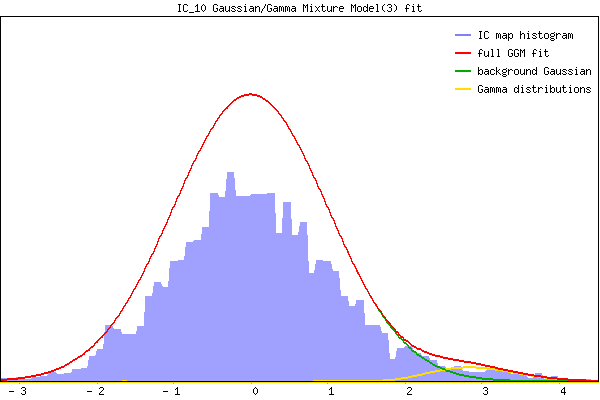 IC_10 Gaussian/Gamma Mixture Model(3) fit
IC map histogram
full GGM fit
background Gaussian
Gamma distributions
-3 -2 -1 0 1 2 3 4